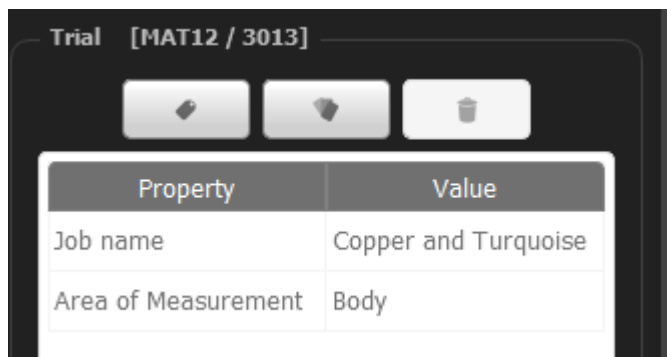 Trial [MAT12 / 3013]
Property Value
Job name Copper and Turquoise
Area of Measurement Body